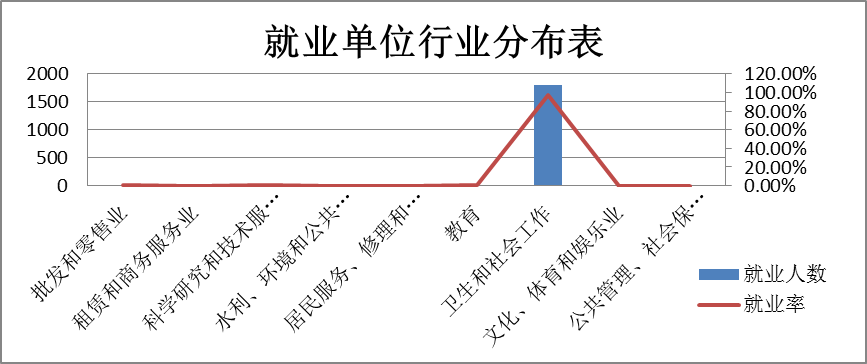 就业单位行业分布表
2000
1500
1000
500
0
120.00%
100.00%
80.00%
60.00%
40.00%
20.00%
0.00%
批发和零售业
租赁和商务服务业
科学研究和技术服…
水利、环境和公共…
居民服务、修理和…
教育
卫生和社会工作
文化、体育和娱乐业
公共管理、社会保…
就业人数
就业率